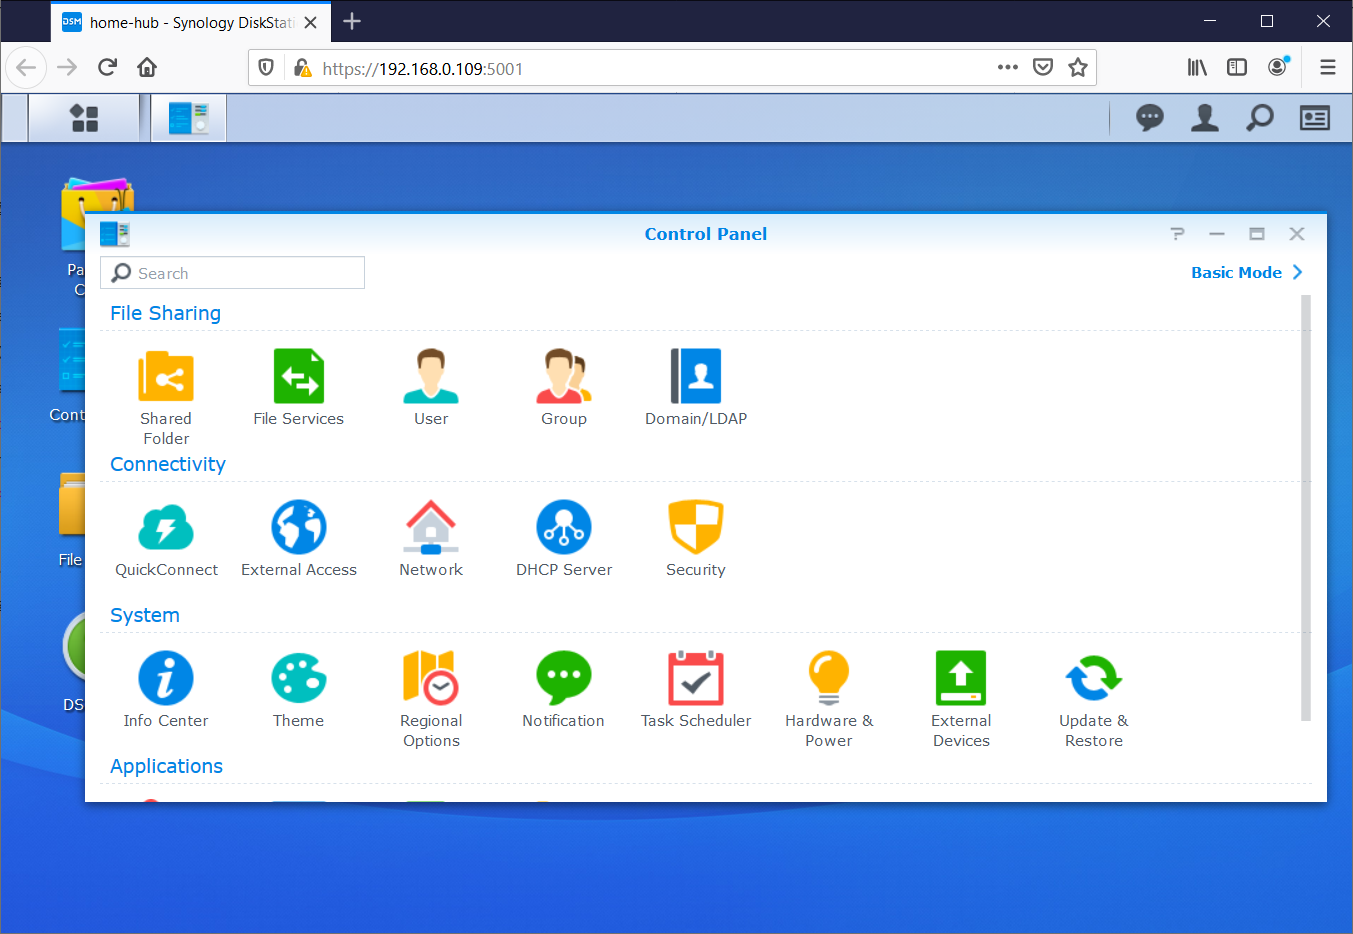 DSM home-hub - Synology DiskStati
https://192.168.0.109:5001
Control Panel
Search
Basic Mode
File Sharing
Shared Folder
File Services
User
Group
Domain/LDAP
Connectivity
QuickConnect
External Access
Network
DHCP Server
Security
System
Info Center
Theme
Regional Options
Notification
Task Scheduler
Hardware & Power
External Devices
Update & Restore
Applications
Pa
C
Cont
File
DS